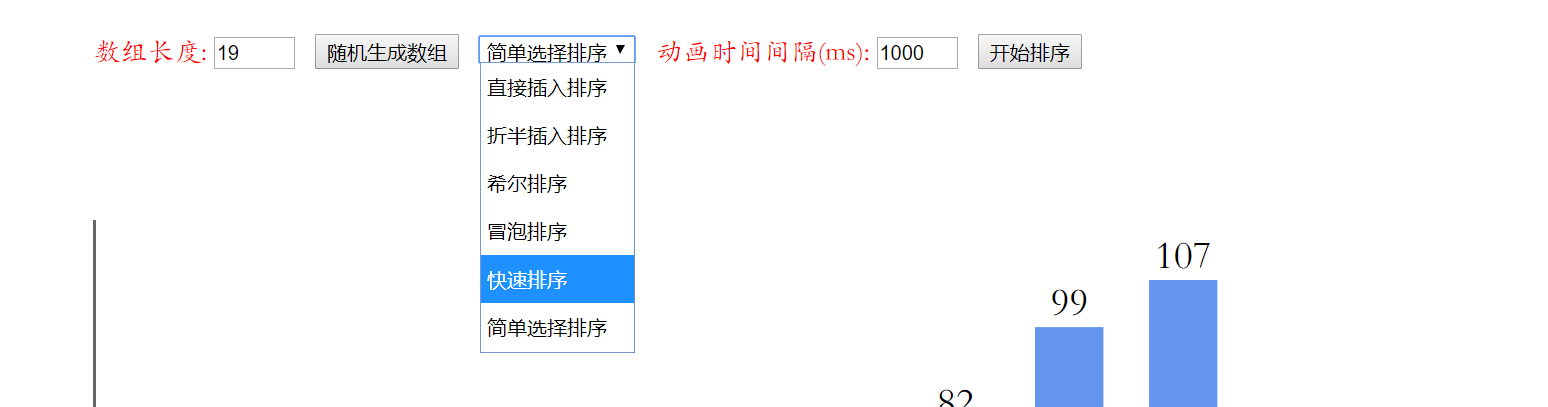 数组长度: 19 随机生成数组 简单选择排序 动画时间间隔(ms): 1000 开始排序
直接插入排序
折半插入排序
希尔排序
冒泡排序
快速排序
简单选择排序
107
99
82